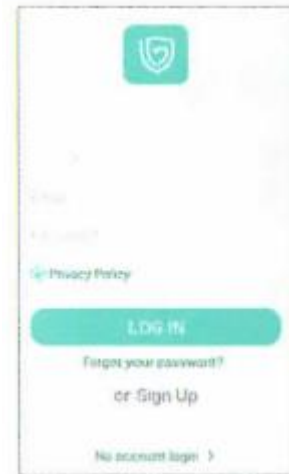 Privacy Policy
LOG IN
Forgot your password?
or Sign Up
No account login >